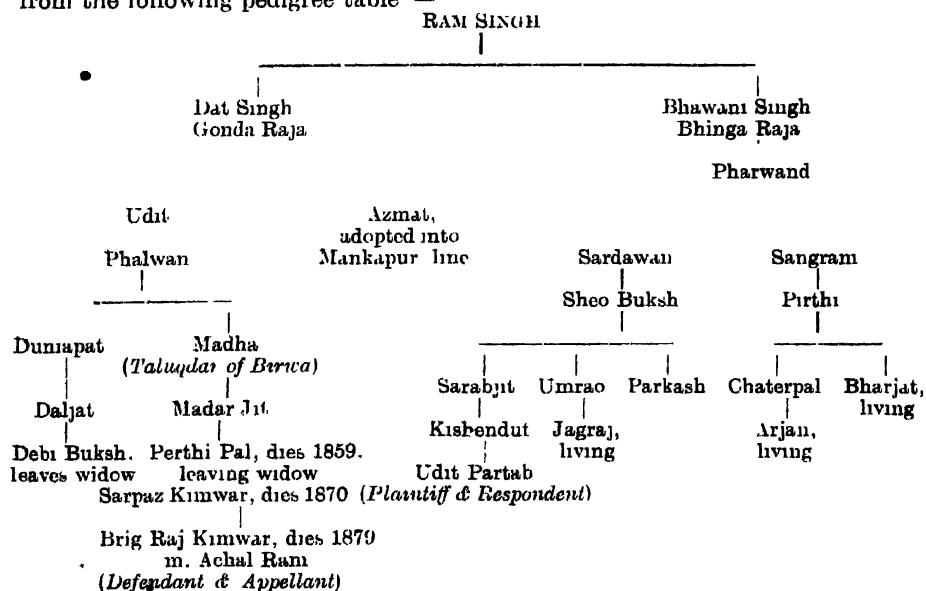 from the following pedigree table —
RAM SINGH
Dat Singh
Gonda Raja
Bhawani Singh
Bhinga Raja
Pharwand
Udit
Azmat,
adopted into
Mankapur line
Phalwan
Sardawan
Sangram
Sheo Buksh
Pirthi
Duniapat
Madha
(Taluqdar of Birwa)
Sarabjit Umrao Parkash Chaterpal Bharjat,
living
Daljat
Madar Jit
Kishendut Jagraj,
living
Arjan,
living
Debi Buksh.
leaves widow
Perthi Pal, dies 1859.
leaving widow
Udit Partab
Sarpaz Kimwar, dies 1870 (Plaintiff & Respondent)
Brig Raj Kimwar, dies 1879
m. Achal Ram
(Defendant & Appellant)